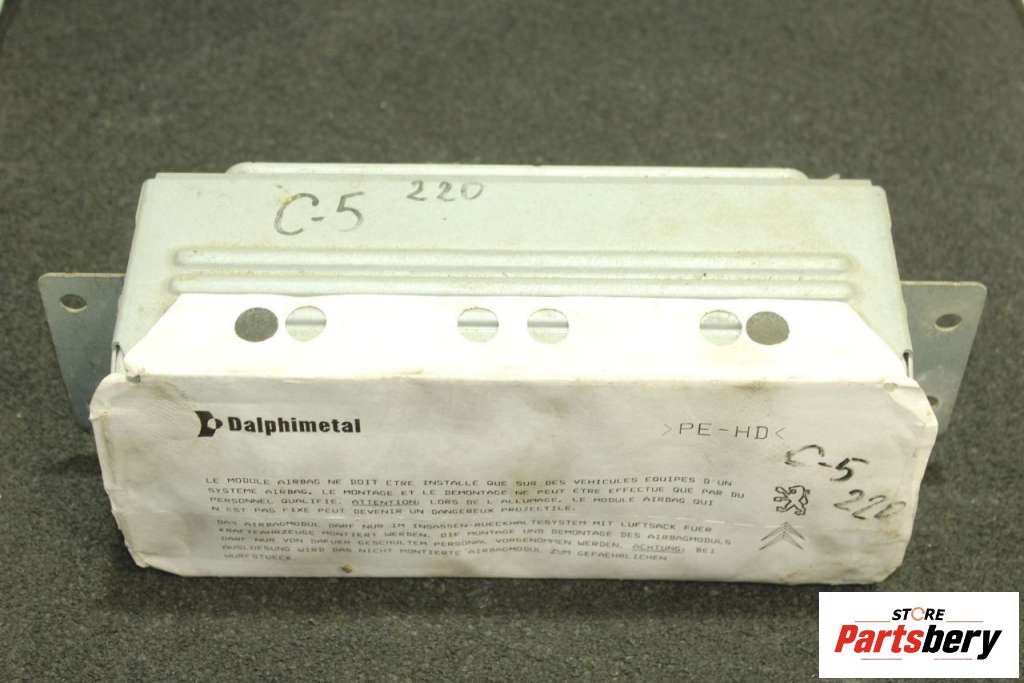 C-5 220
Dalphimetal
>PE-HD<
C-5
220
LE MODULE AIRBAG NE DOIT ETRE INSTALLE QUE SUR DES VEHICULES EQUIPES D UN
SYSTEME AIRBAG. LE MONTAGE ET LE DEMONTAGE NE PEUT ETRE EFFECTUE QUE PAR DU
PERSONNEL QUALIFIE. ATTENTION: LORS DE L ALLUMAGE, LE MODULE AIRBAG QUI
N EST PAS FIXE PEUT DEVENIR UN DANGEREUX PROJECTILE.
DAS AIRBAGMODUL DARF NUR IM INSASSEN-RUECKHALTESYSTEM MIT LUFTSACK FUER
KRAFTFAHRZEUGE MONTIERT WERDEN. DIE MONTAGE UND DEMONTAGE DES AIRBAGMODULS
DARF NUR VON DAFUER GESCHULTEM PERSONAL VORGENOMMEN WERDEN. ACHTUNG: BEI
AUSLOESUNG WIRD DAS NICHT MONTIERTE AIRBAGMODUL ZUM GEFAEHRLICHEN
WURFSTUECK.
STORE
Partsbery